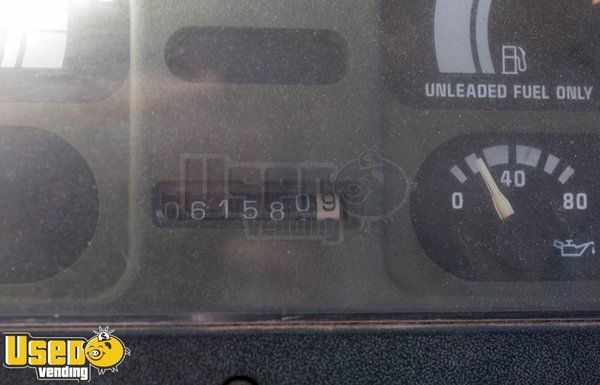 UNLEADED FUEL ONLY
Used
vending
0615809
0 40 80
Used
vending